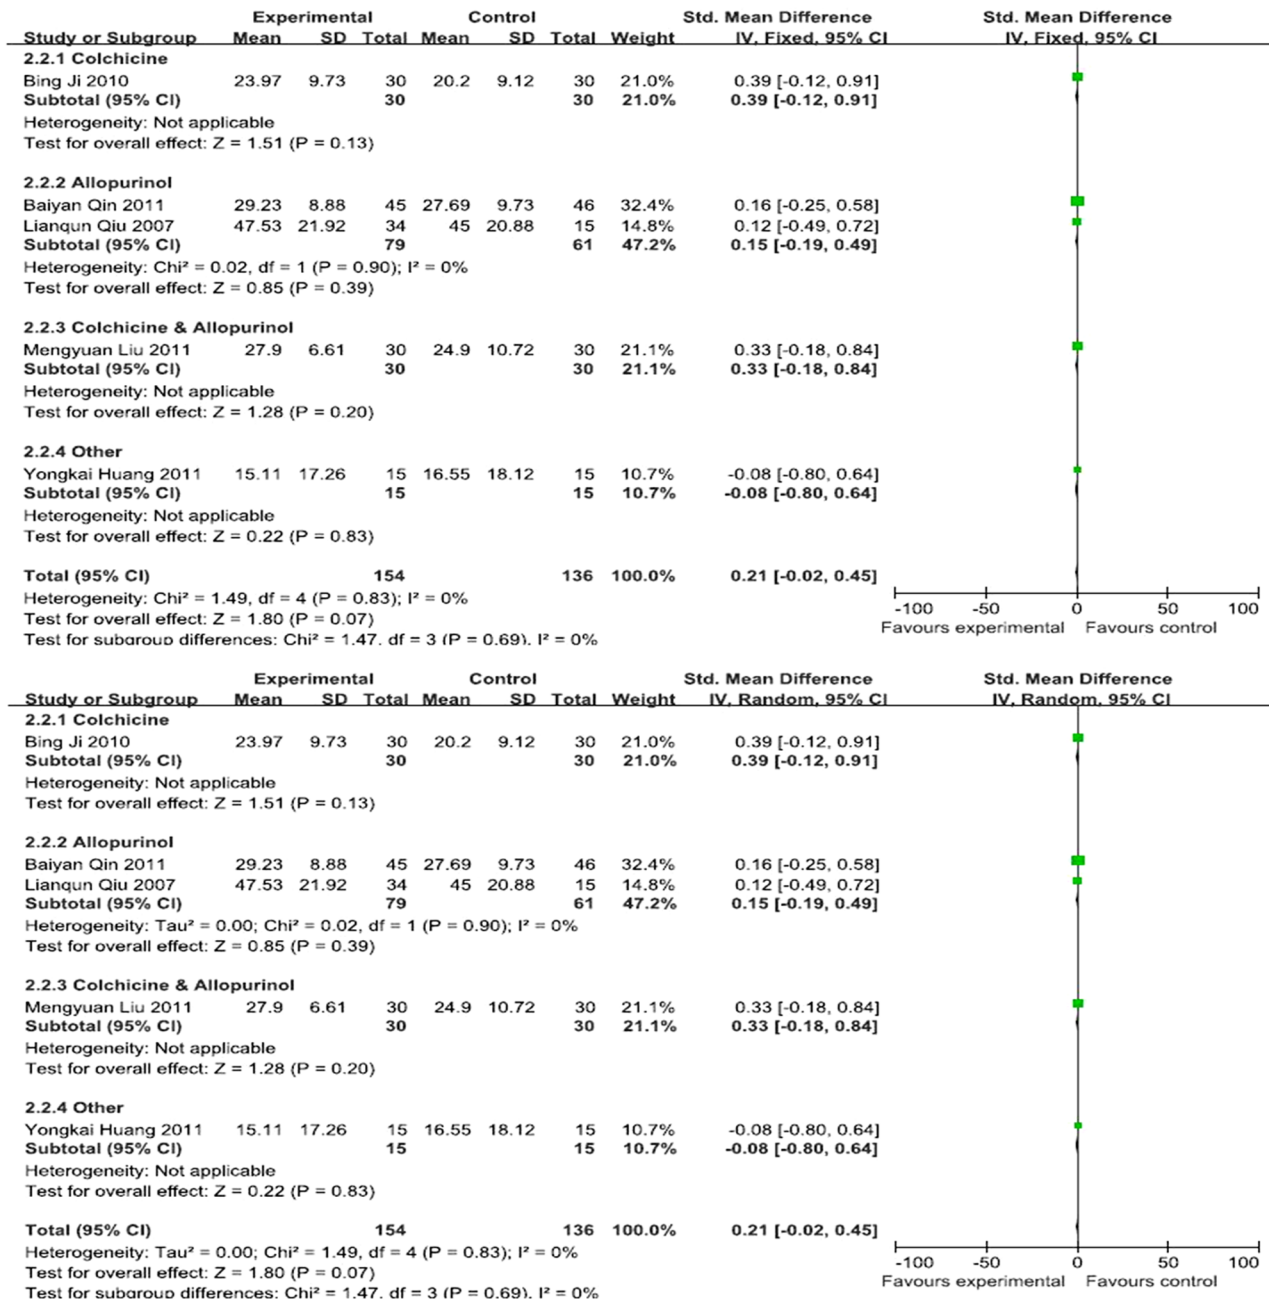 Experimental Control Std. Mean Difference Std. Mean Difference
Study or Subgroup Mean SD Total Mean SD Total Weight IV, Fixed, 95% CI IV, Fixed, 95% CI
2.2.1 Colchicine
Bing Ji 2010 23.97 9.73 30 20.2 9.12 30 21.0% 0.39 [-0.12, 0.91]
Subtotal (95% CI) 30 30 21.0% 0.39 [-0.12, 0.91]
Heterogeneity: Not applicable
Test for overall effect: Z = 1.51 (P = 0.13)
2.2.2 Allopurinol
Baiyan Qin 2011 29.23 8.88 45 27.69 9.73 46 32.4% 0.16 [-0.25, 0.58]
Lianqun Qiu 2007 47.53 21.92 34 45 20.88 15 14.8% 0.12 [-0.49, 0.72]
Subtotal (95% CI) 79 61 47.2% 0.15 [-0.19, 0.49]
Heterogeneity: Chi² = 0.02, df = 1 (P = 0.90); I² = 0%
Test for overall effect: Z = 0.85 (P = 0.39)
2.2.3 Colchicine & Allopurinol
Mengyuan Liu 2011 27.9 6.61 30 24.9 10.72 30 21.1% 0.33 [-0.18, 0.84]
Subtotal (95% CI) 30 30 21.1% 0.33 [-0.18, 0.84]
Heterogeneity: Not applicable
Test for overall effect: Z = 1.28 (P = 0.20)
2.2.4 Other
Yongkai Huang 2011 15.11 17.26 15 16.55 18.12 15 10.7% -0.08 [-0.80, 0.64]
Subtotal (95% CI) 15 15 10.7% -0.08 [-0.80, 0.64]
Heterogeneity: Not applicable
Test for overall effect: Z = 0.22 (P = 0.83)
Total (95% CI) 154 136 100.0% 0.21 [-0.02, 0.45]
Heterogeneity: Chi² = 1.49, df = 4 (P = 0.83); I² = 0%
Test for overall effect: Z = 1.80 (P = 0.07)
Test for subgroup differences: Chi² = 1.47. df = 3 (P = 0.69). I² = 0%
-100 -50 0 50 100
Favours experimental Favours control
Experimental Control Std. Mean Difference Std. Mean Difference
Study or Subgroup Mean SD Total Mean SD Total Weight IV, Random, 95% CI IV, Random, 95% CI
2.2.1 Colchicine
Bing Ji 2010 23.97 9.73 30 20.2 9.12 30 21.0% 0.39 [-0.12, 0.91]
Subtotal (95% CI) 30 30 21.0% 0.39 [-0.12, 0.91]
Heterogeneity: Not applicable
Test for overall effect: Z = 1.51 (P = 0.13)
2.2.2 Allopurinol
Baiyan Qin 2011 29.23 8.88 45 27.69 9.73 46 32.4% 0.16 [-0.25, 0.58]
Lianqun Qiu 2007 47.53 21.92 34 45 20.88 15 14.8% 0.12 [-0.49, 0.72]
Subtotal (95% CI) 79 61 47.2% 0.15 [-0.19, 0.49]
Heterogeneity: Tau² = 0.00; Chi² = 0.02, df = 1 (P = 0.90); I² = 0%
Test for overall effect: Z = 0.85 (P = 0.39)
2.2.3 Colchicine & Allopurinol
Mengyuan Liu 2011 27.9 6.61 30 24.9 10.72 30 21.1% 0.33 [-0.18, 0.84]
Subtotal (95% CI) 30 30 21.1% 0.33 [-0.18, 0.84]
Heterogeneity: Not applicable
Test for overall effect: Z = 1.28 (P = 0.20)
2.2.4 Other
Yongkai Huang 2011 15.11 17.26 15 16.55 18.12 15 10.7% -0.08 [-0.80, 0.64]
Subtotal (95% CI) 15 15 10.7% -0.08 [-0.80, 0.64]
Heterogeneity: Not applicable
Test for overall effect: Z = 0.22 (P = 0.83)
Total (95% CI) 154 136 100.0% 0.21 [-0.02, 0.45]
Heterogeneity: Tau² = 0.00; Chi² = 1.49, df = 4 (P = 0.83); I² = 0%
Test for overall effect: Z = 1.80 (P = 0.07)
Test for subgroup differences: Chi² = 1.47. df = 3 (P = 0.69). I² = 0%
-100 -50 0 50 100
Favours experimental Favours control